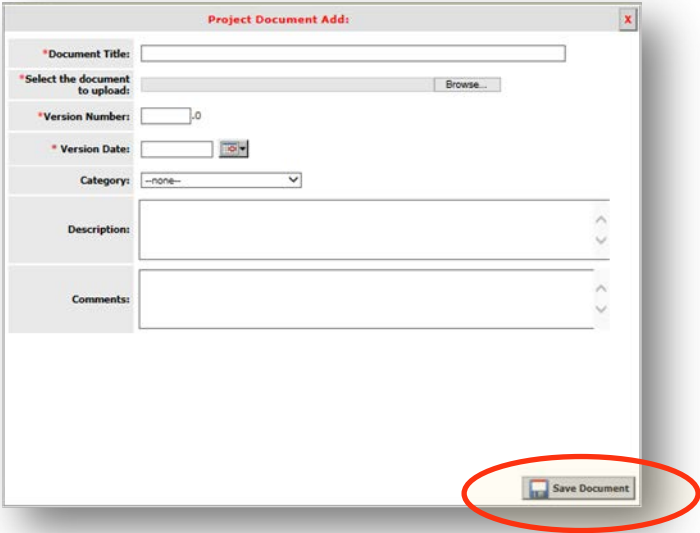 Project Document Add:
X
*Document Title:
*Select the document
to upload:
Browse...
*Version Number:
.0
* Version Date:
Category:
--none--
Description:
Comments:
Save Document